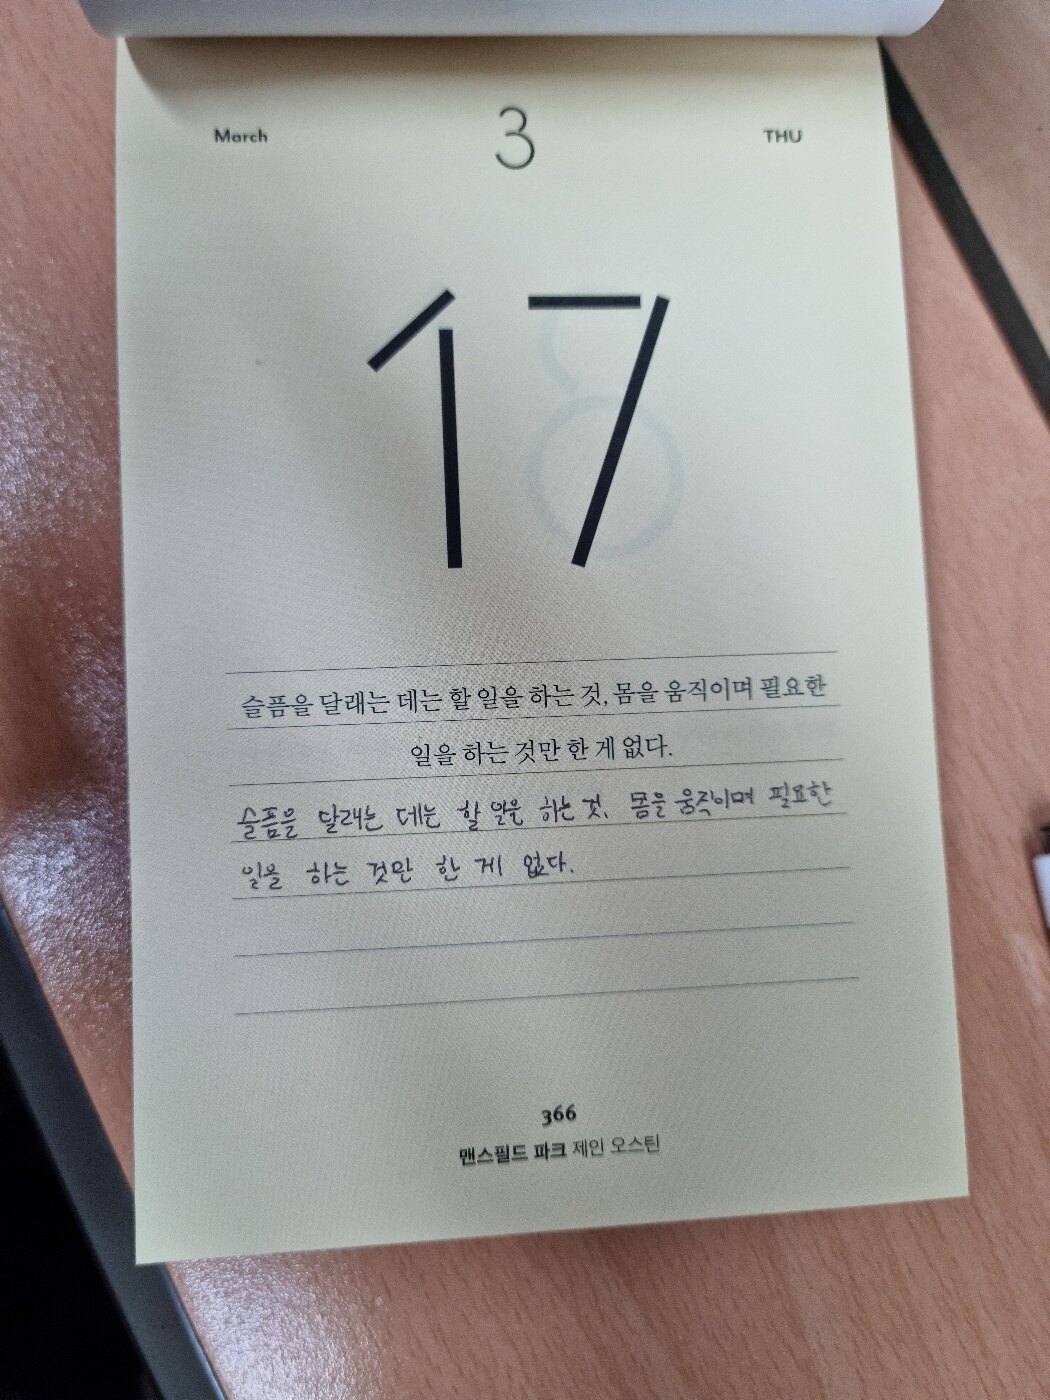 March 3 THU
17
슬픔을 달래는 데는 할 일을 하는 것, 몸을 움직이며 필요한
일을 하는 것만 한 게 없다.
슬픔을 달래는 데는 할 일을 하는 것, 몸을 움직이며 필요한
일을 하는 것만 한 게 없다.
366
맨스필드 파크 제인 오스틴